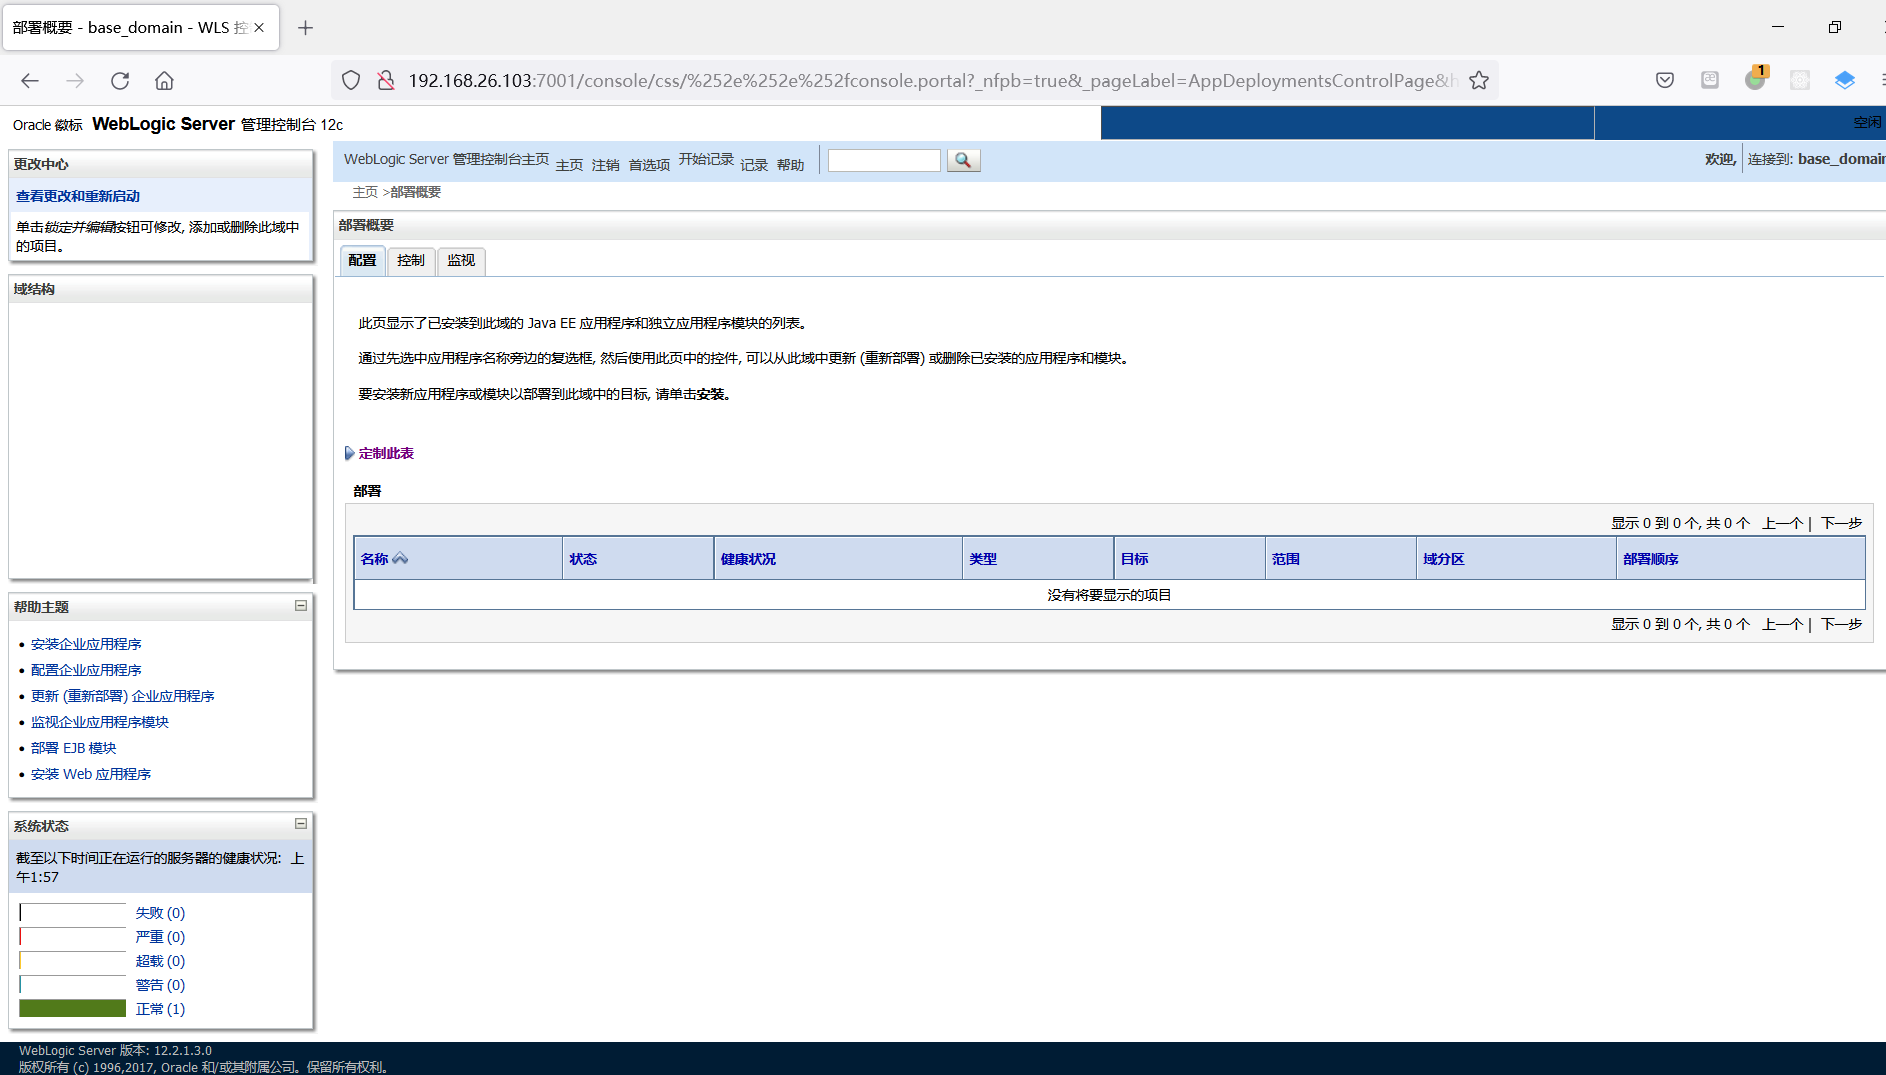 部署概要 - base_domain - WLS 控
192.168.26.103:7001/console/css/%252e%252e%252fconsole.portal?_nfpb=true&_pageLabel=AppDeploymentsControlPage&h
1
Oracle 徽标 WebLogic Server 管理控制台 12c
空闲
更改中心
查看更改和重新启动
单击锁定并编辑按钮可修改, 添加或删除此域中
的项目。
域结构
帮助主题
安装企业应用程序
配置企业应用程序
更新 (重新部署) 企业应用程序
监视企业应用程序模块
部署 EJB 模块
安装 Web 应用程序
系统状态
截至以下时间正在运行的服务器的健康状况: 上
午1:57
失败 (0)
严重 (0)
超载 (0)
警告 (0)
正常 (1)
WebLogic Server 管理控制台主页 主页 注销 首选项 开始记录 记录 帮助
欢迎, 连接到: base_domain
主页 >部署概要
部署概要
配置 控制 监视
此页显示了已安装到此域的 Java EE 应用程序和独立应用程序模块的列表。
通过先选中应用程序名称旁边的复选框, 然后使用此页中的控件, 可以从此域中更新 (重新部署) 或删除已安装的应用程序和模块。
要安装新应用程序或模块以部署到此域中的目标, 请单击安装。
定制此表
部署
显示 0 到 0 个, 共 0 个 上一个 | 下一步
名称 状态 健康状况 类型 目标 范围 域分区 部署顺序
没有将要显示的项目
显示 0 到 0 个, 共 0 个 上一个 | 下一步
WebLogic Server 版本: 12.2.1.3.0
版权所有 (c) 1996,2017, Oracle 和/或其附属公司。保留所有权利。